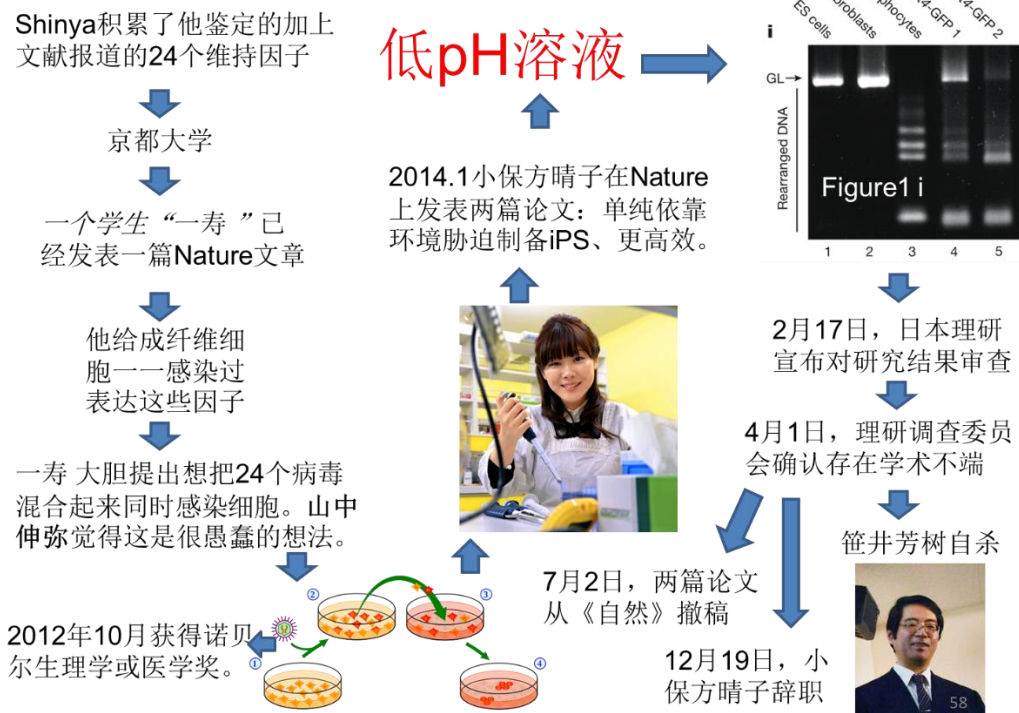 Shinya积累了他鉴定的加上
文献报道的24个维持因子
京都大学
一个学生“一寿 ”已
经发表一篇Nature文章
他给成纤维细
胞一一感染过
表达这些因子
一寿 大胆提出想把24个病毒
混合起来同时感染细胞。山中
伸弥觉得这是很愚蠢的想法。
2012年10月获得诺贝
尔生理学或医学奖。
①
②
③
④
2014.1小保方晴子在Nature
上发表两篇论文：单纯依靠
环境胁迫制备iPS、更高效。
低pH溶液
i
ES cells
GL
Rearranged DNA
Figure1 i
1 2 3 4 5
2月17日，日本理研
宣布对研究结果审查
4月1日，理研调查委员
会确认存在学术不端
7月2日，两篇论文
从《自然》撤稿
12月19日，小
保方晴子辞职
笹井芳树自杀
58